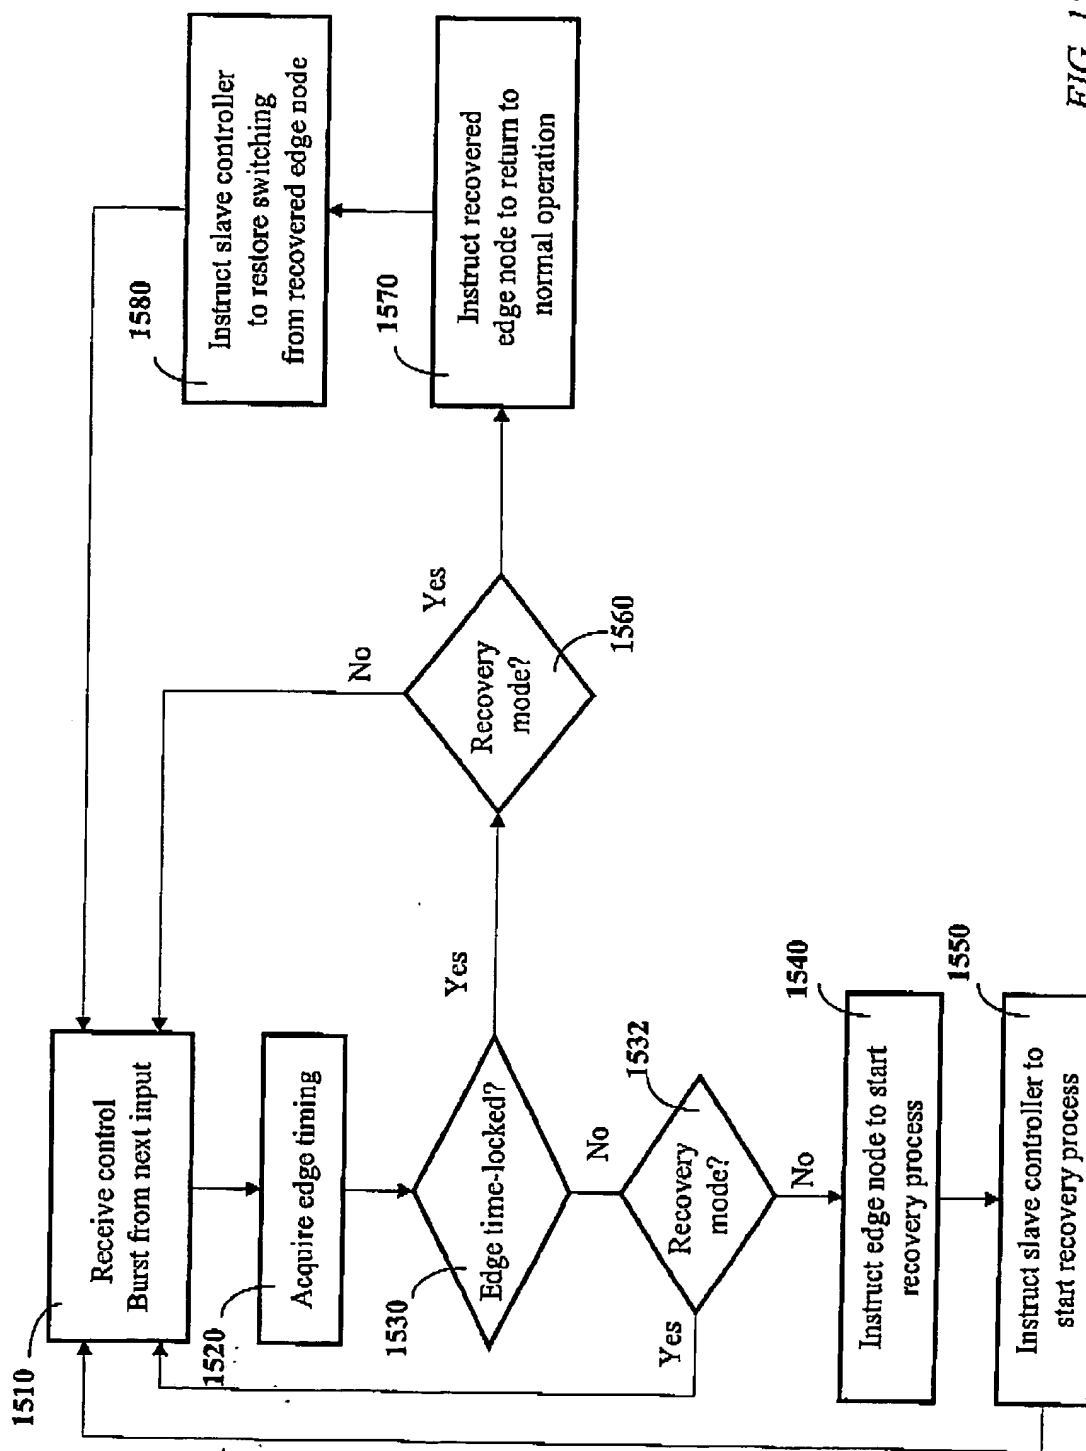 1510
Receive control
Burst from next input
1520
Acquire edge timing
1530
Edge time-locked?
Yes
No
1532
Recovery
mode?
Yes
No
1540
Instruct edge node to start
recovery process
1550
Instruct slave controller to
start recovery process
Recovery
mode?
1560
No
Yes
1570
Instruct recovered
edge node to return to
normal operation
1580
Instruct slave controller
to restore switching
from recovered edge node
FIG.